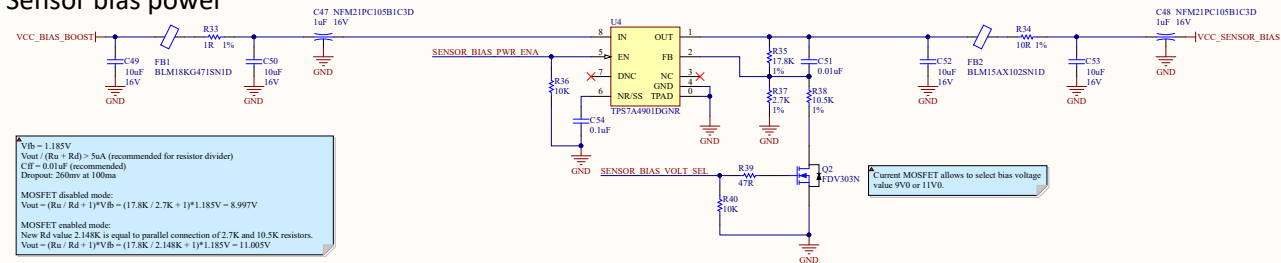 Sensor bias power
VCC_BIAS_BOOST
C49
10uF
16V
GND
FB1
BLM18KG471SN1D
R33
1R 1%
C50
10uF
16V
GND
C47 NFM21PC105B1C3D
1uF 16V
GND
SENSOR_BIAS_PWR_ENA
R36
10K
GND
C54
0.1uF
U4
8 IN OUT 1
5 EN FB 2
7 DNC NC 3
GND 4
6 NR/SS TPAD 0
TPS7A4901DGNR
GND
R35
17.8K
1%
C51
0.01uF
R37
2.7K
1%
GND
R38
10.5K
1%
C52
10uF
16V
GND
FB2
BLM15AX102SN1D
R34
10R 1%
C53
10uF
16V
GND
C48 NFM21PC105B1C3D
1uF 16V
GND
VCC_SENSOR_BIAS
SENSOR_BIAS_VOLT_SEL
R39
47R
R40
10K
Q2
FDV303N
GND
Vfb = 1.185V
Vout / (Ru + Rd) > 5uA (recommended for resistor divider)
Cff = 0.01uF (recommended)
Dropout: 260mv at 100ma
MOSFET disabled mode:
Vout = (Ru / Rd + 1)*Vfb = (17.8K / 2.7K + 1)*1.185V = 8.997V
MOSFET enabled mode:
New Rd value 2.148K is equal to parallel connection of 2.7K and 10.5K resistors.
Vout = (Ru / Rd + 1)*Vfb = (17.8K / 2.148K + 1)*1.185V = 11.005V
Current MOSFET allows to select bias voltage
value 9V0 or 11V0.